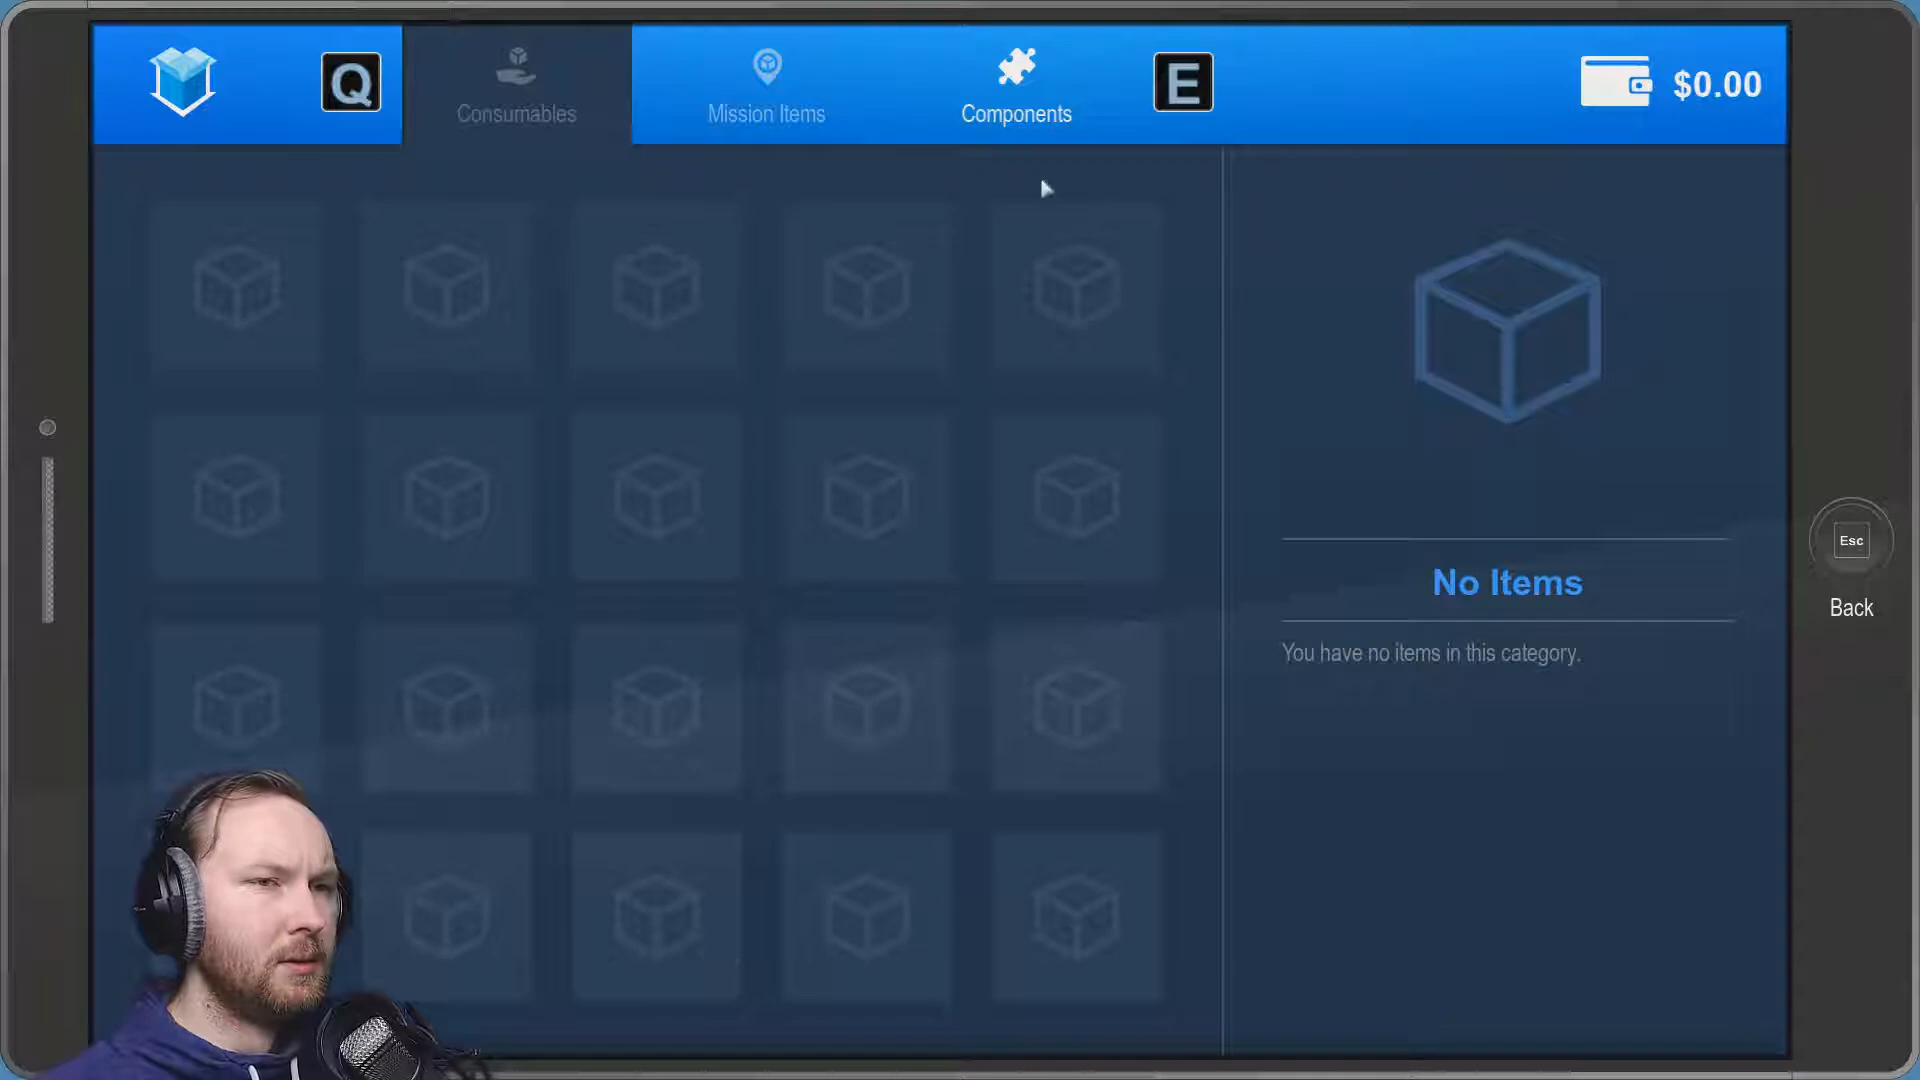 Q
Consumables
Mission Items
Components
E
$0.00
No Items
You have no items in this category.
Esc
Back